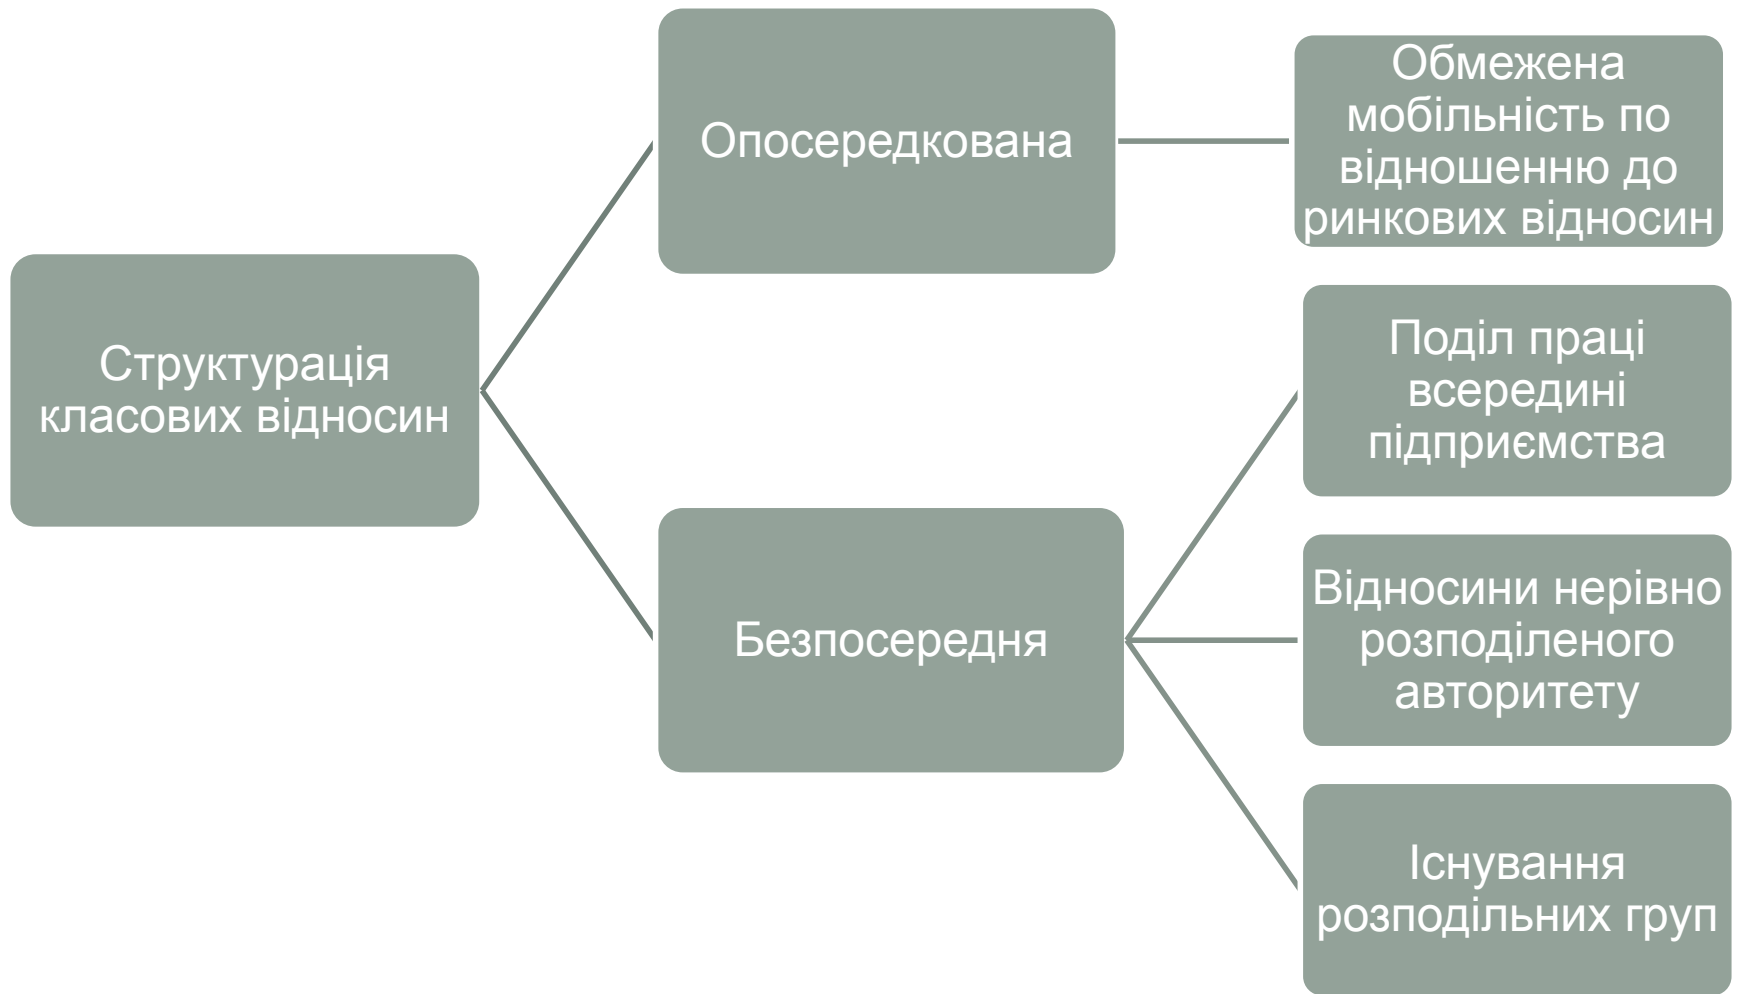 Структурація
класових відносин
Опосередкована
Обмежена
мобільність по
відношенню до
ринкових відносин
Безпосередня
Поділ праці
всередині
підприємства
Відносини нерівно
розподіленого
авторитету
Існування
розподільних груп